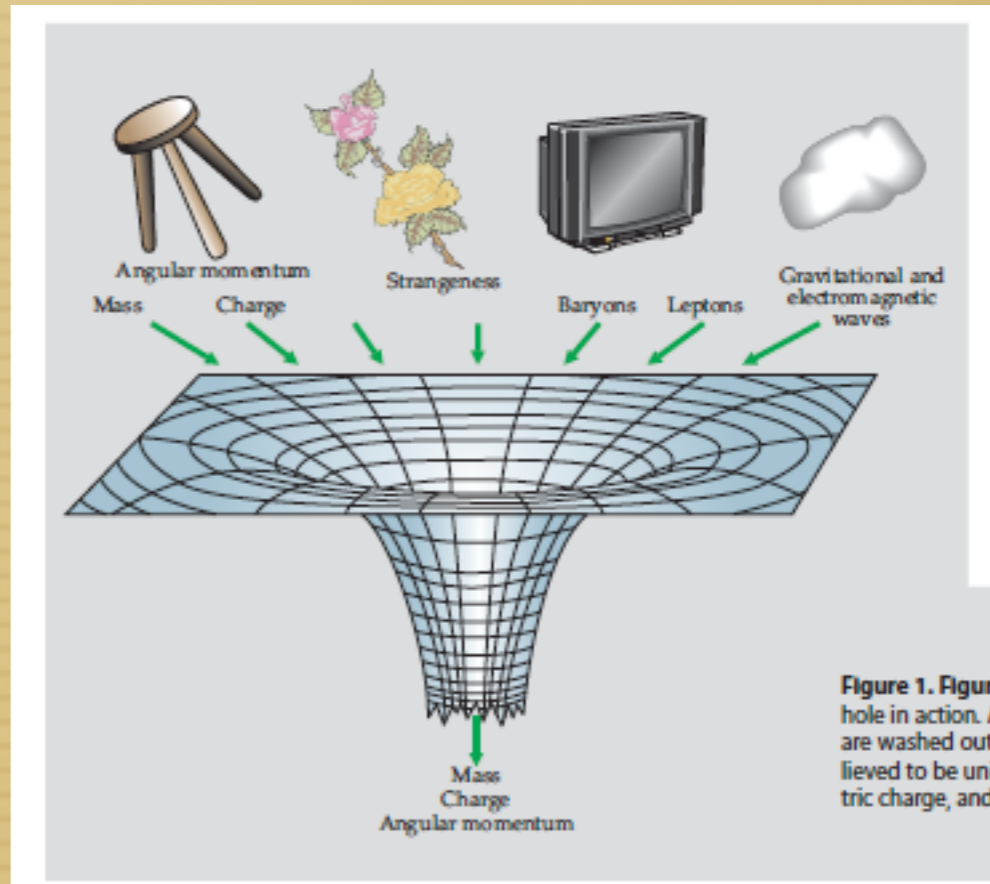 Angular momentum
Mass
Charge
Strangeness
Baryons
Leptons
Gravitational and
electromagnetic
waves
Mass
Charge
Angular momentum
Figure 1. Figur
hole in action. A
are washed out
lieved to be uni
tric charge, and